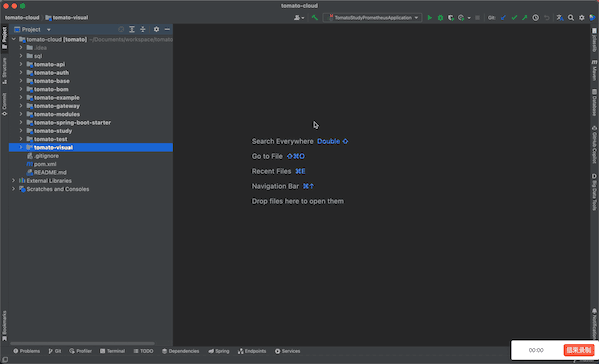 tomato-cloud
tomato-cloud
tomato-visual
TomatoStudyPrometheusApplication
Git:
Project
Project
tomato-cloud [tomato] ~/Documents/workspace/tomato
.idea
sql
tomato-api
tomato-auth
tomato-base
tomato-bom
tomato-example
tomato-gateway
tomato-modules
tomato-spring-boot-starter
tomato-study
tomato-test
tomato-visual
.gitignore
pom.xml
README.md
External Libraries
Scratches and Consoles
Structure
Commit
Bookmarks
Search Everywhere Double ⇧
Go to File ⇧⌘O
Recent Files ⌘E
Navigation Bar ⌘↑
Drop files here to open them
jclasslib
Maven
Database
GitHub Copilot
Big Data Tools
Notifications
Problems
Git
Profiler
Terminal
TODO
Dependencies
Spring
Endpoints
Services
00:00
结束录制